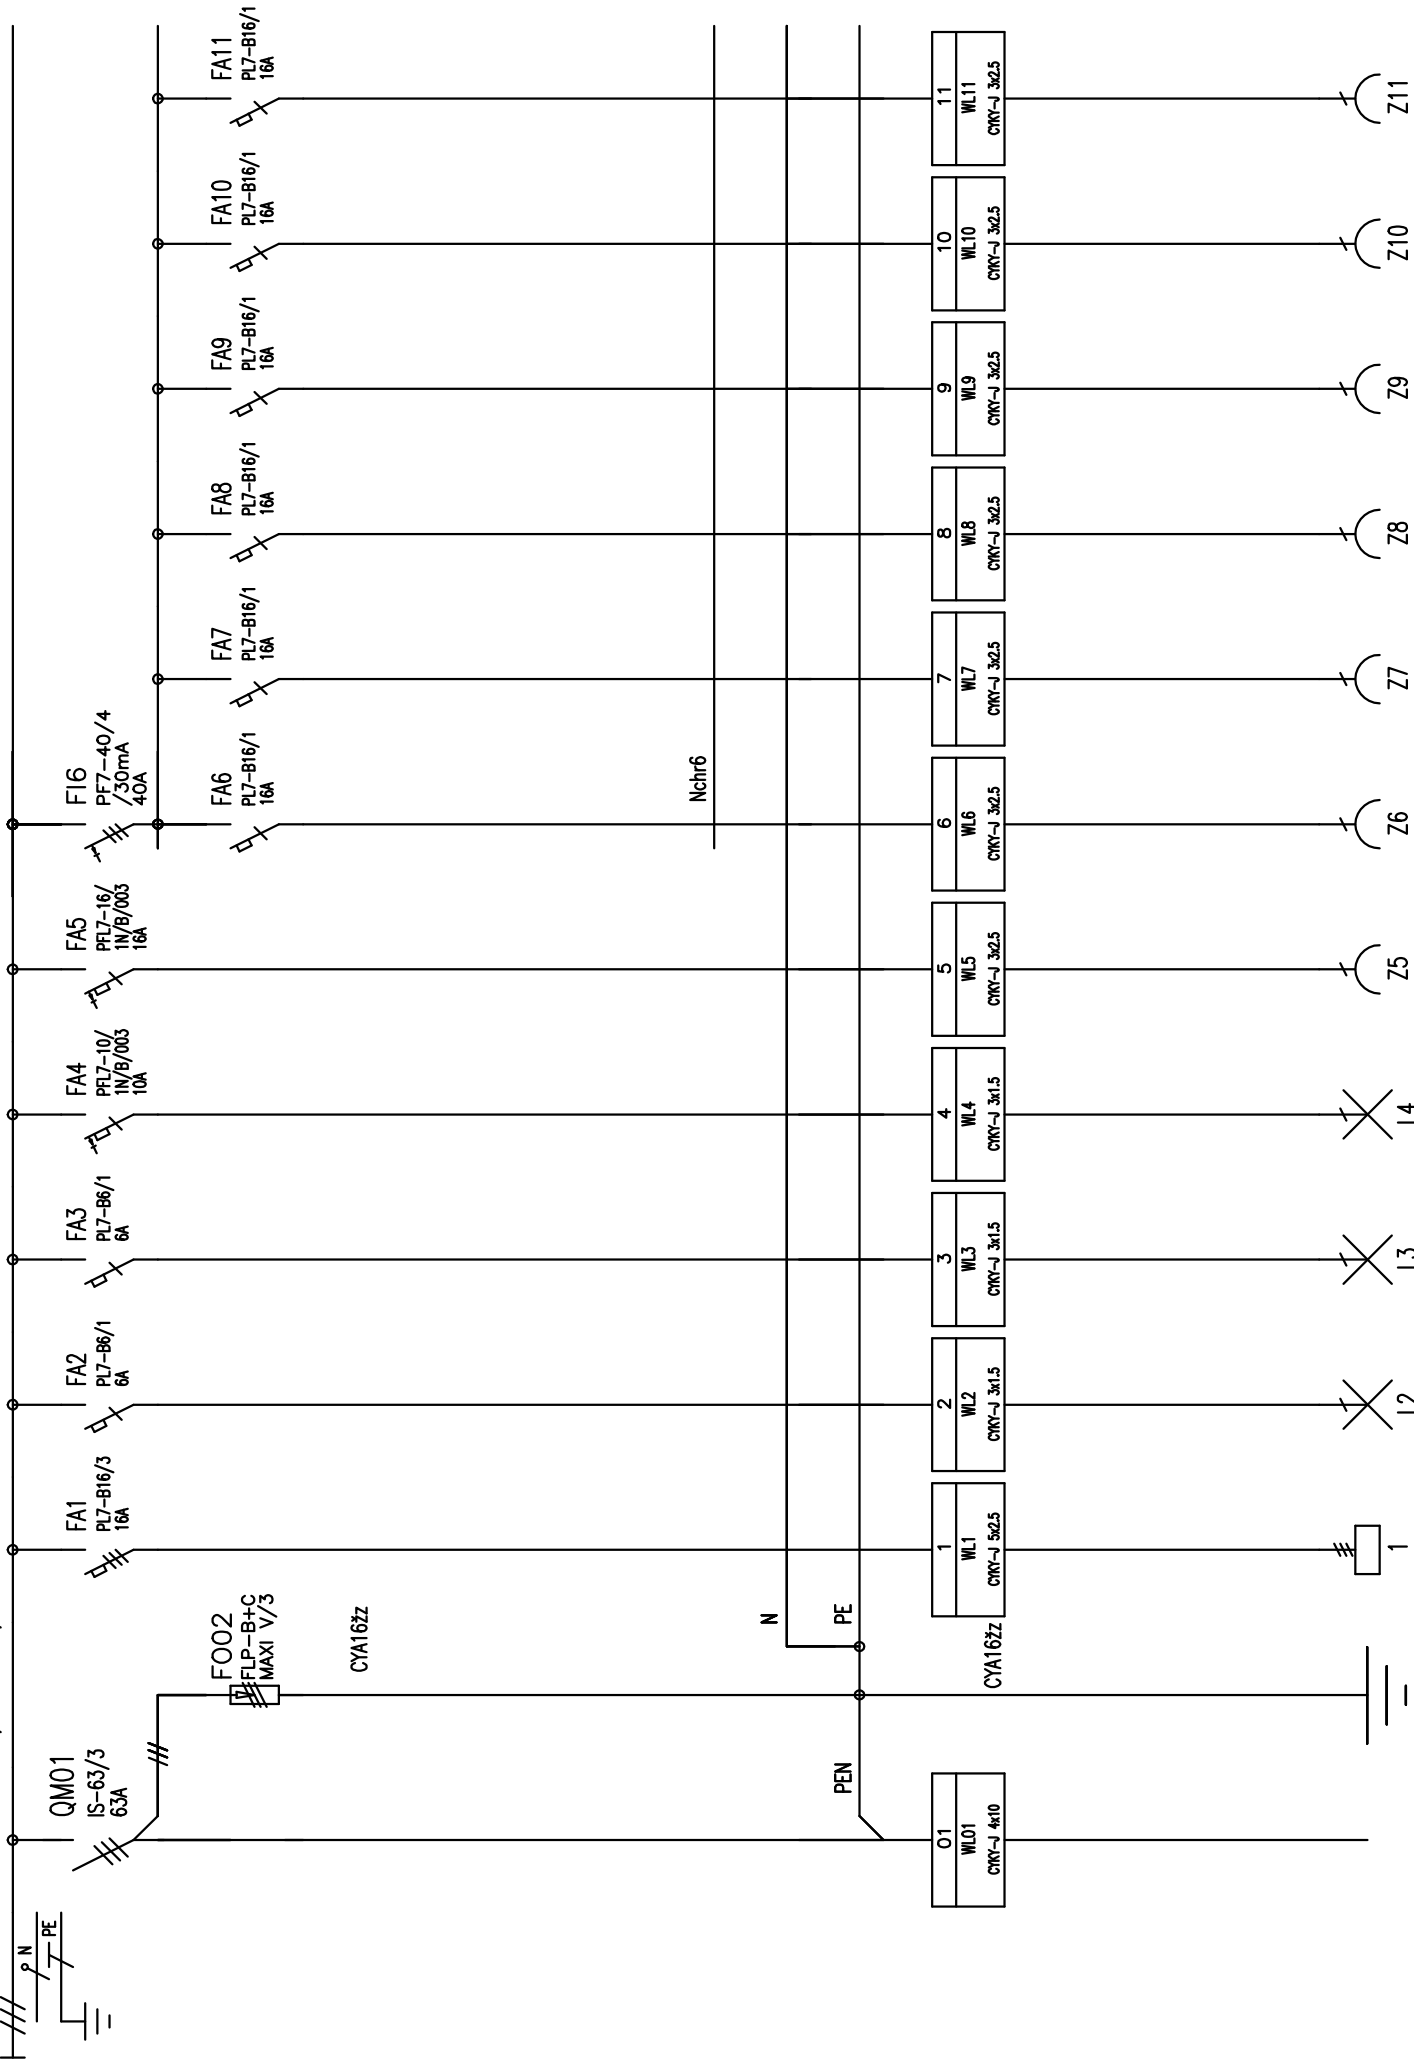 N
PE
QM01
IS-63/3
63A
F002
FLP-B+C
MAXI V/3
CYA16žz
FA1
PL7-B16/3
16A
FA2
PL7-B6/1
6A
FA3
PL7-B6/1
6A
FA4
PFL7-10/
1N/B/003
10A
FA5
PFL7-16/
1N/B/003
16A
FI6
PF7-40/4
/30mA
40A
FA6
PL7-B16/1
16A
FA7
PL7-B16/1
16A
FA8
PL7-B16/1
16A
FA9
PL7-B16/1
16A
FA10
PL7-B16/1
16A
FA11
PL7-B16/1
16A
Nchr6
N
PEN
PE
CYA16žz
01
WL01
CYKY-J 4x10
1
WL1
CYKY-J 5x2.5
2
WL2
CYKY-J 3x1.5
3
WL3
CYKY-J 3x1.5
4
WL4
CYKY-J 3x1.5
5
WL5
CYKY-J 3x2.5
6
WL6
CYKY-J 3x2.5
7
WL7
CYKY-J 3x2.5
8
WL8
CYKY-J 3x2.5
9
WL9
CYKY-J 3x2.5
10
WL10
CYKY-J 3x2.5
11
WL11
CYKY-J 3x2.5
1
L2
L3
L4
Z5
Z6
Z7
Z8
Z9
Z10
Z11